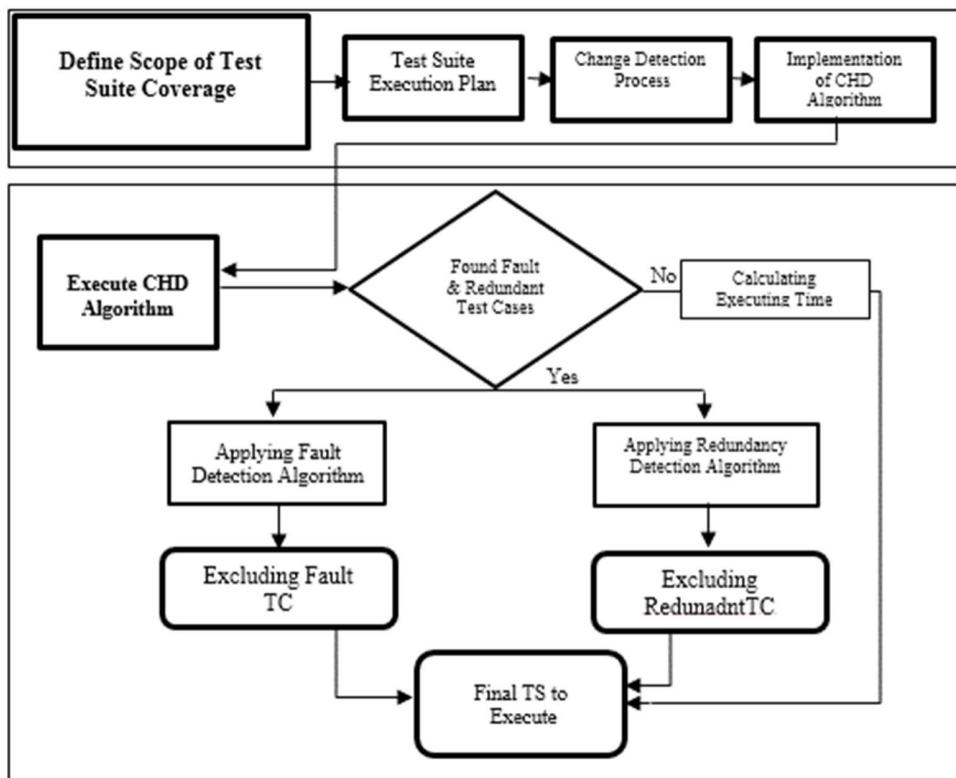 Define Scope of Test
Suite Coverage
Test Suite
Execution Plan
Change Detection
Process
Implementation
of CHD
Algorithm
Execute CHD
Algorithm
Found Fault
& Redundant
Test Cases
No
Calculating
Executing Time
Yes
Applying Fault
Detection Algorithm
Applying Redundancy
Detection Algorithm
Excluding Fault
TC
Excluding
RedunadntTC
Final TS to
Execute